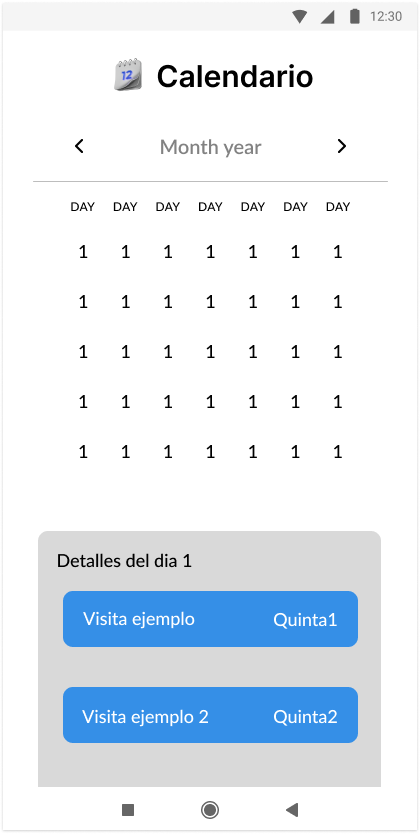 12:30
12 Calendario
Month year
DAY DAY DAY DAY DAY DAY DAY
1 1 1 1 1 1 1
1 1 1 1 1 1 1
1 1 1 1 1 1 1
1 1 1 1 1 1 1
1 1 1 1 1 1 1
Detalles del dia 1
Visita ejemplo Quinta1
Visita ejemplo 2 Quinta2